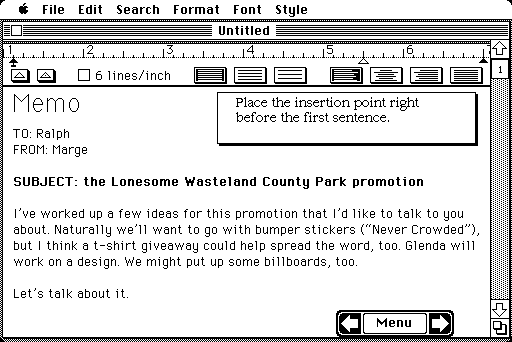 File Edit Search Format Font Style
Untitled
1 2 3 4 5 6 7
6 lines/inch
1
Memo
Place the insertion point right
before the first sentence.
TO: Ralph
FROM: Marge
SUBJECT: the Lonesome Wasteland County Park promotion
I've worked up a few ideas for this promotion that I'd like to talk to you
about. Naturally we'll want to go with bumper stickers (“Never Crowded”),
but I think a t-shirt giveaway could help spread the word, too. Glenda will
work on a design. We might put up some billboards, too.
Let's talk about it.
Menu